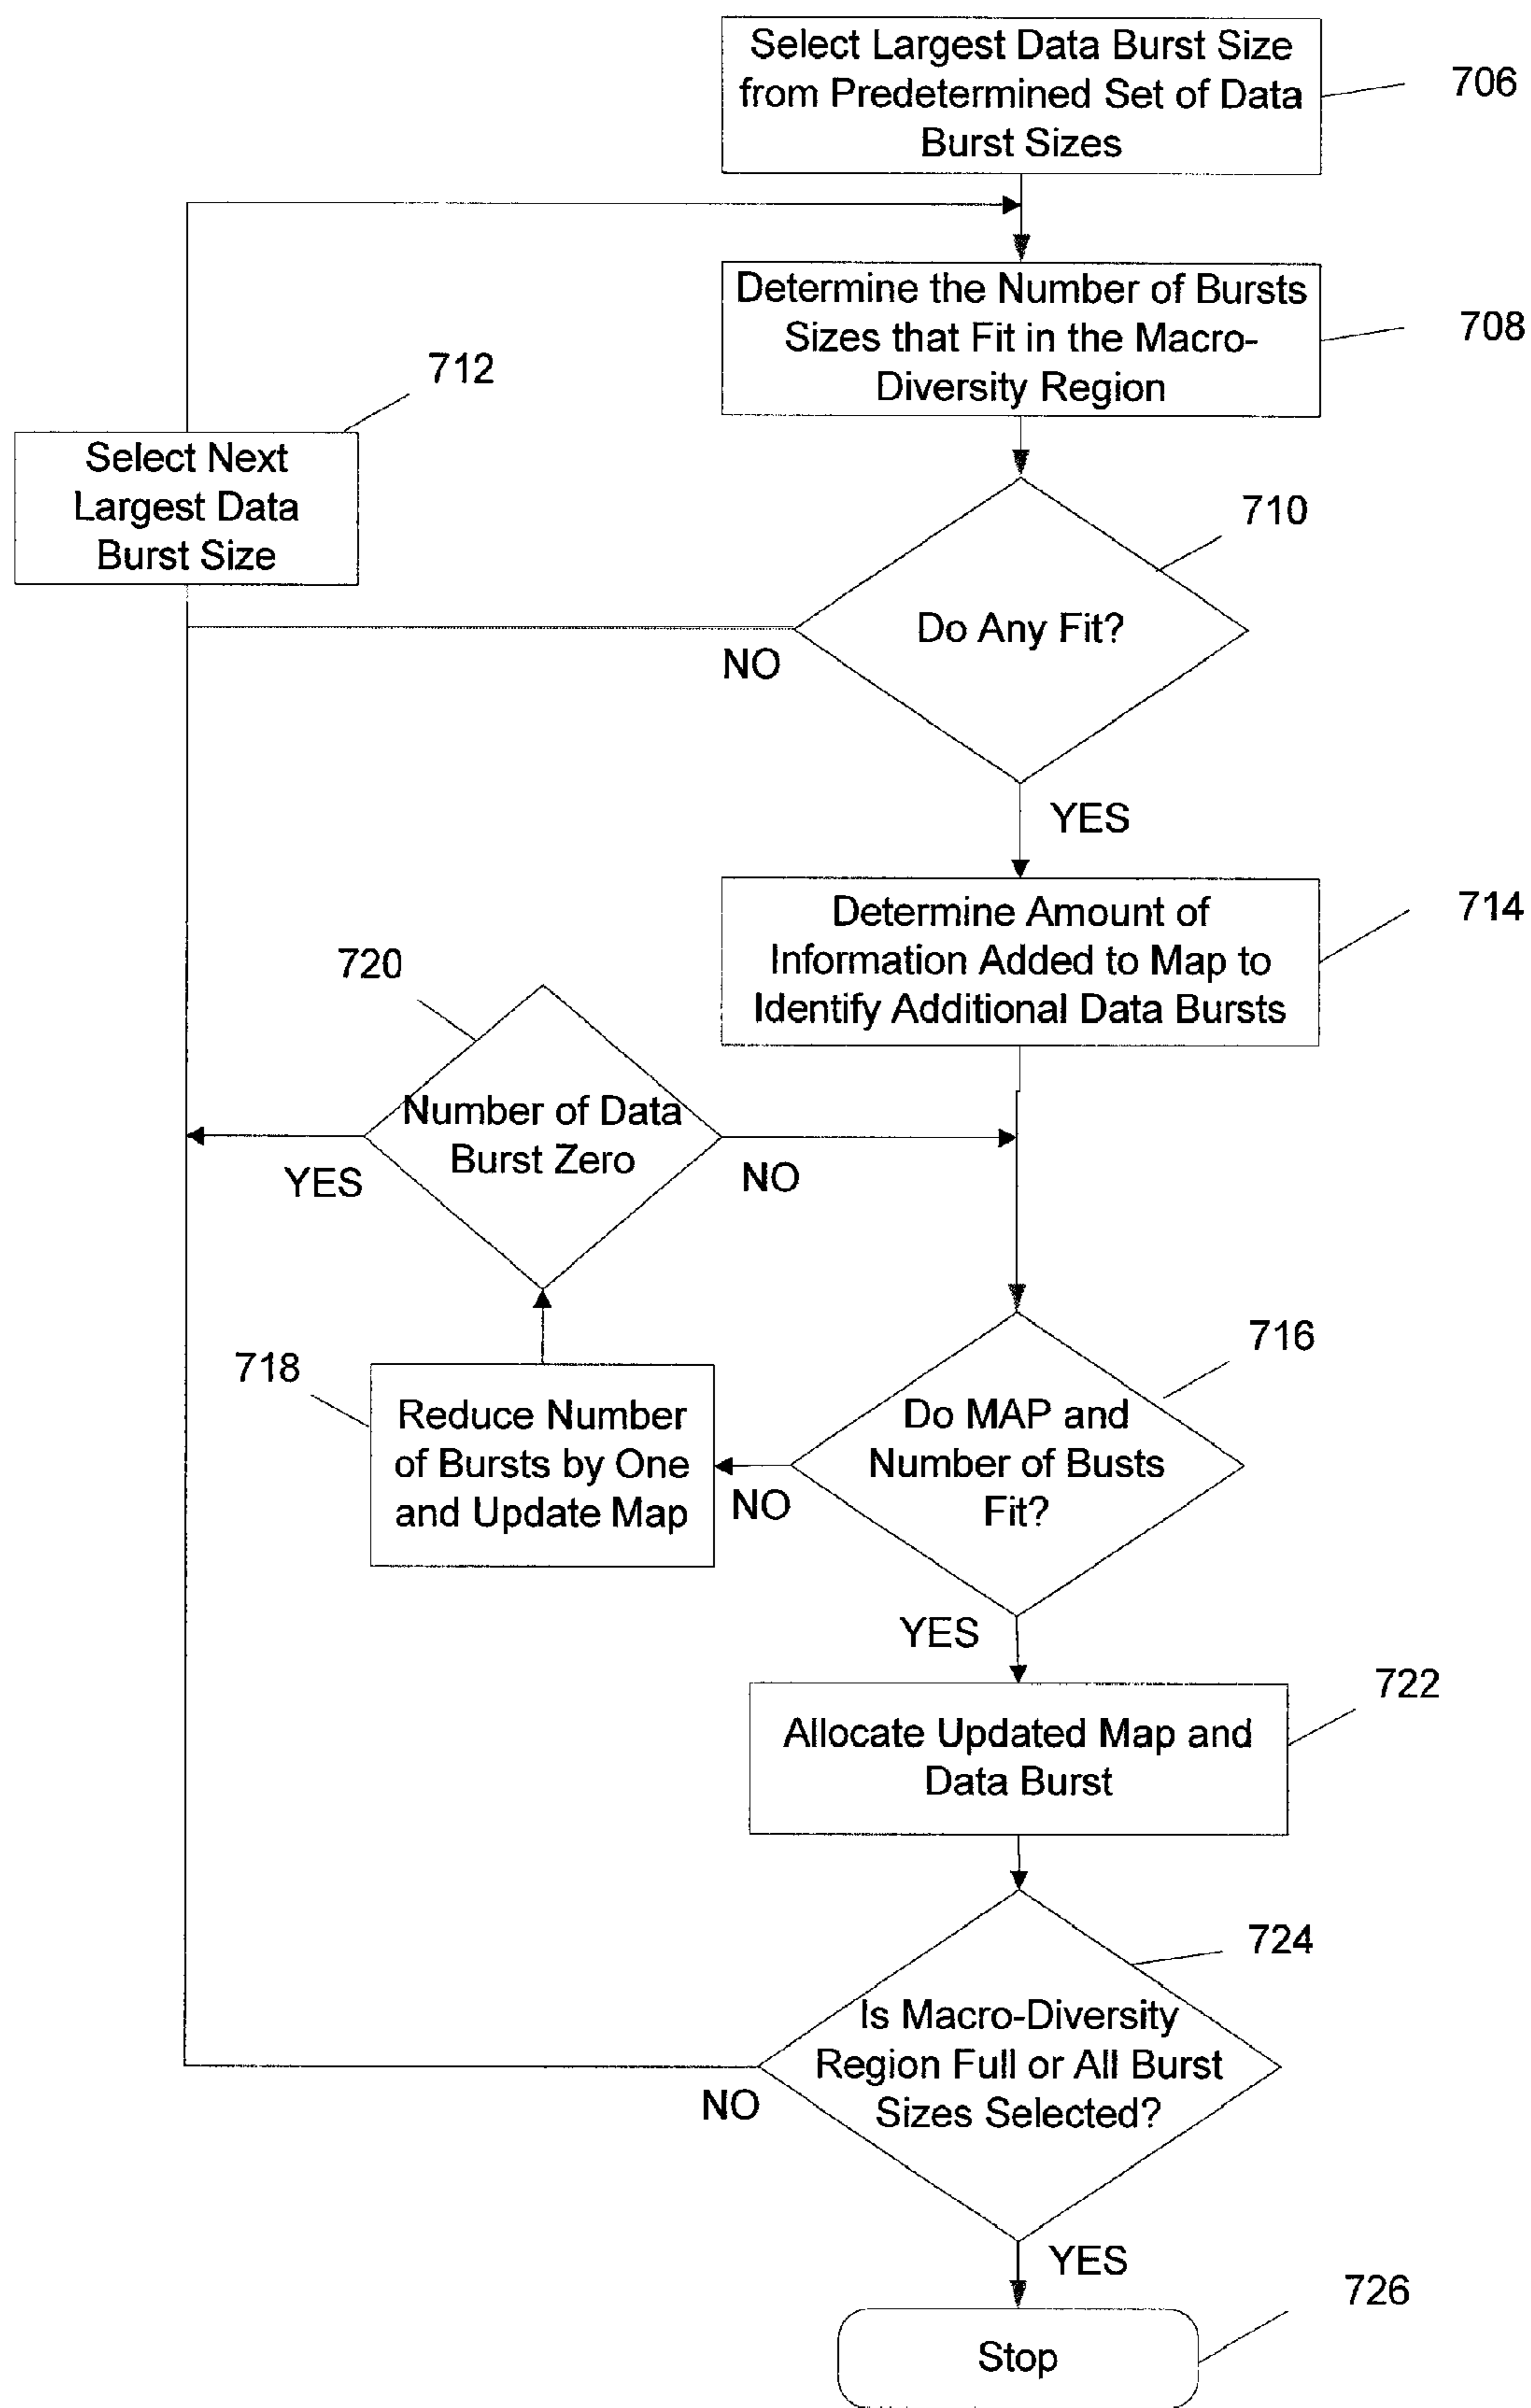 Select Largest Data Burst Size
from Predetermined Set of Data
Burst Sizes
706
Determine the Number of Bursts
Sizes that Fit in the Macro-
Diversity Region
708
712
Select Next
Largest Data
Burst Size
710
Do Any Fit?
NO
YES
Determine Amount of
Information Added to Map to
Identify Additional Data Bursts
714
720
Number of Data
Burst Zero
YES
NO
716
Do MAP and
Number of Busts
Fit?
NO
718
Reduce Number
of Bursts by One
and Update Map
YES
722
Allocate Updated Map and
Data Burst
724
Is Macro-Diversity
Region Full or All Burst
Sizes Selected?
NO
YES
726
Stop